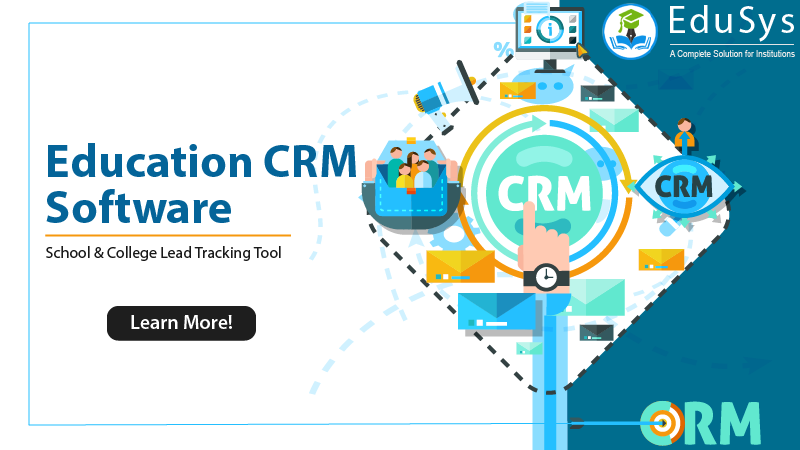 EduSys
A Complete Solution for Institutions
%
i
Education CRM
Software
School & College Lead Tracking Tool
Learn More!
CRM
CRM
CRM